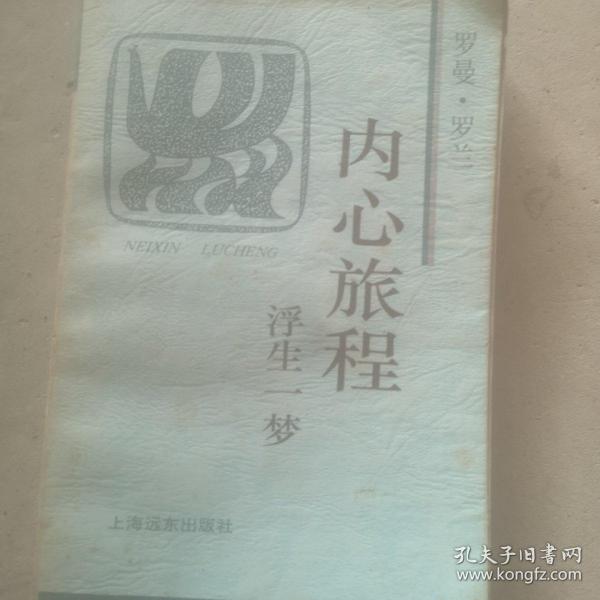 罗曼·罗兰
内心旅程
NEIXIN LUCHENG
浮生一梦
上海远东出版社
孔夫子旧书网
www.kongfz.com